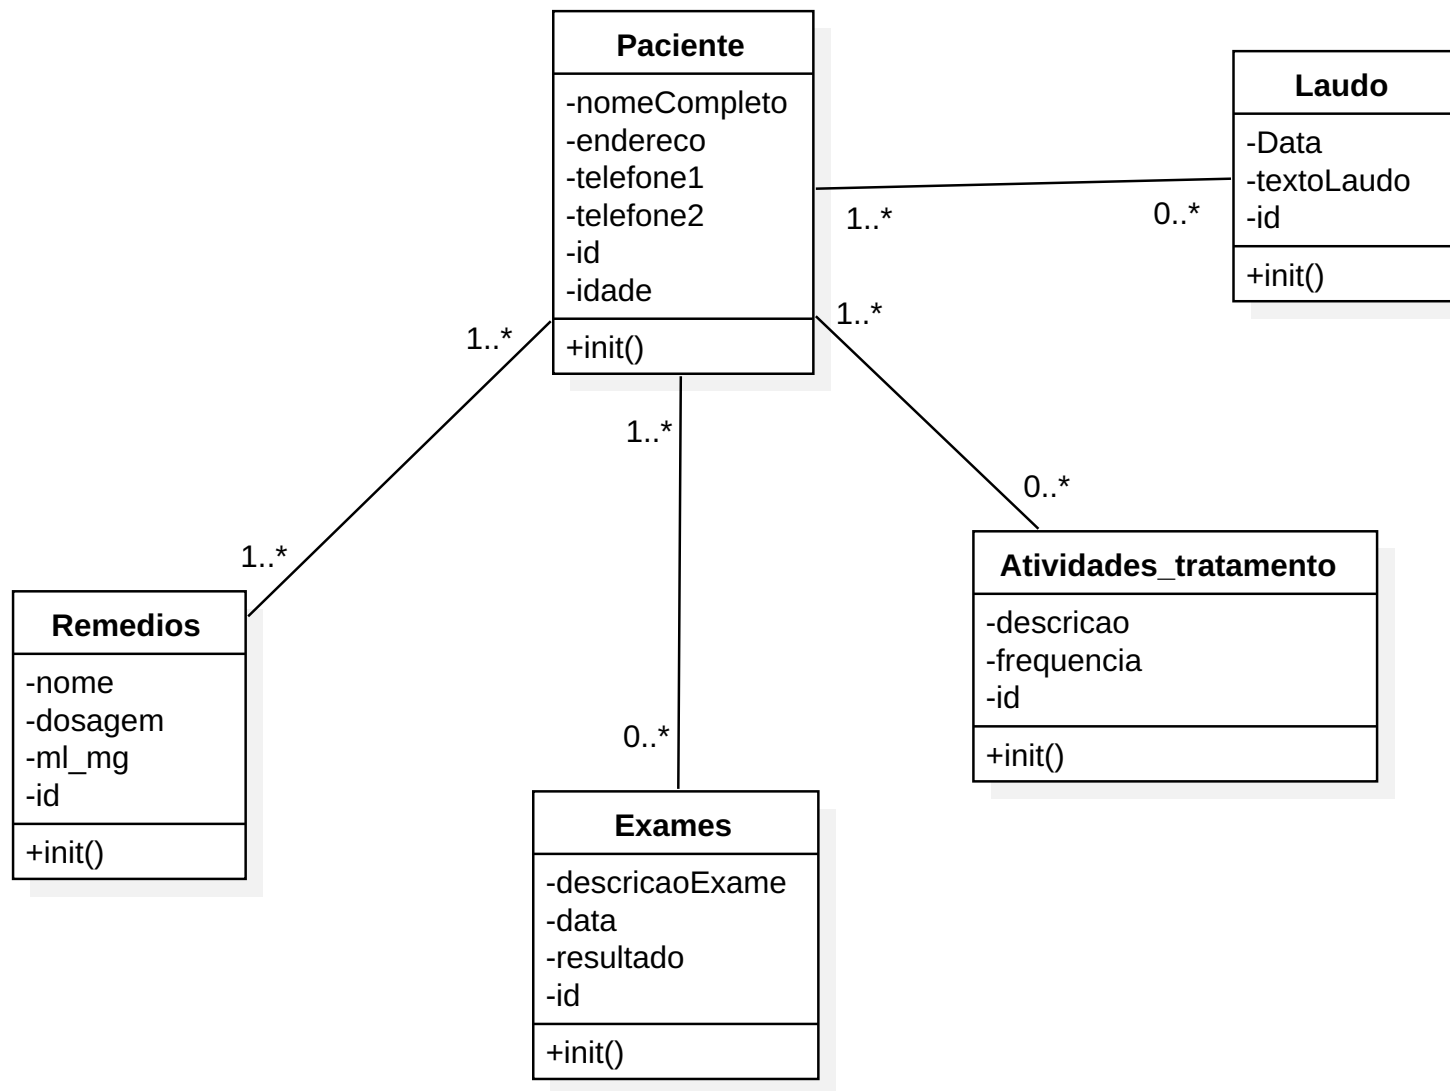 Paciente
-nomeCompleto
-endereco
-telefone1
-telefone2
-id
-idade
+init()
Laudo
-Data
-textoLaudo
-id
+init()
1..*
0..*
1..*
0..*
1..*
1..*
1..*
0..*
Remedios
-nome
-dosagem
-ml_mg
-id
+init()
Exames
-descricaoExame
-data
-resultado
-id
+init()
Atividades_tratamento
-descricao
-frequencia
-id
+init()